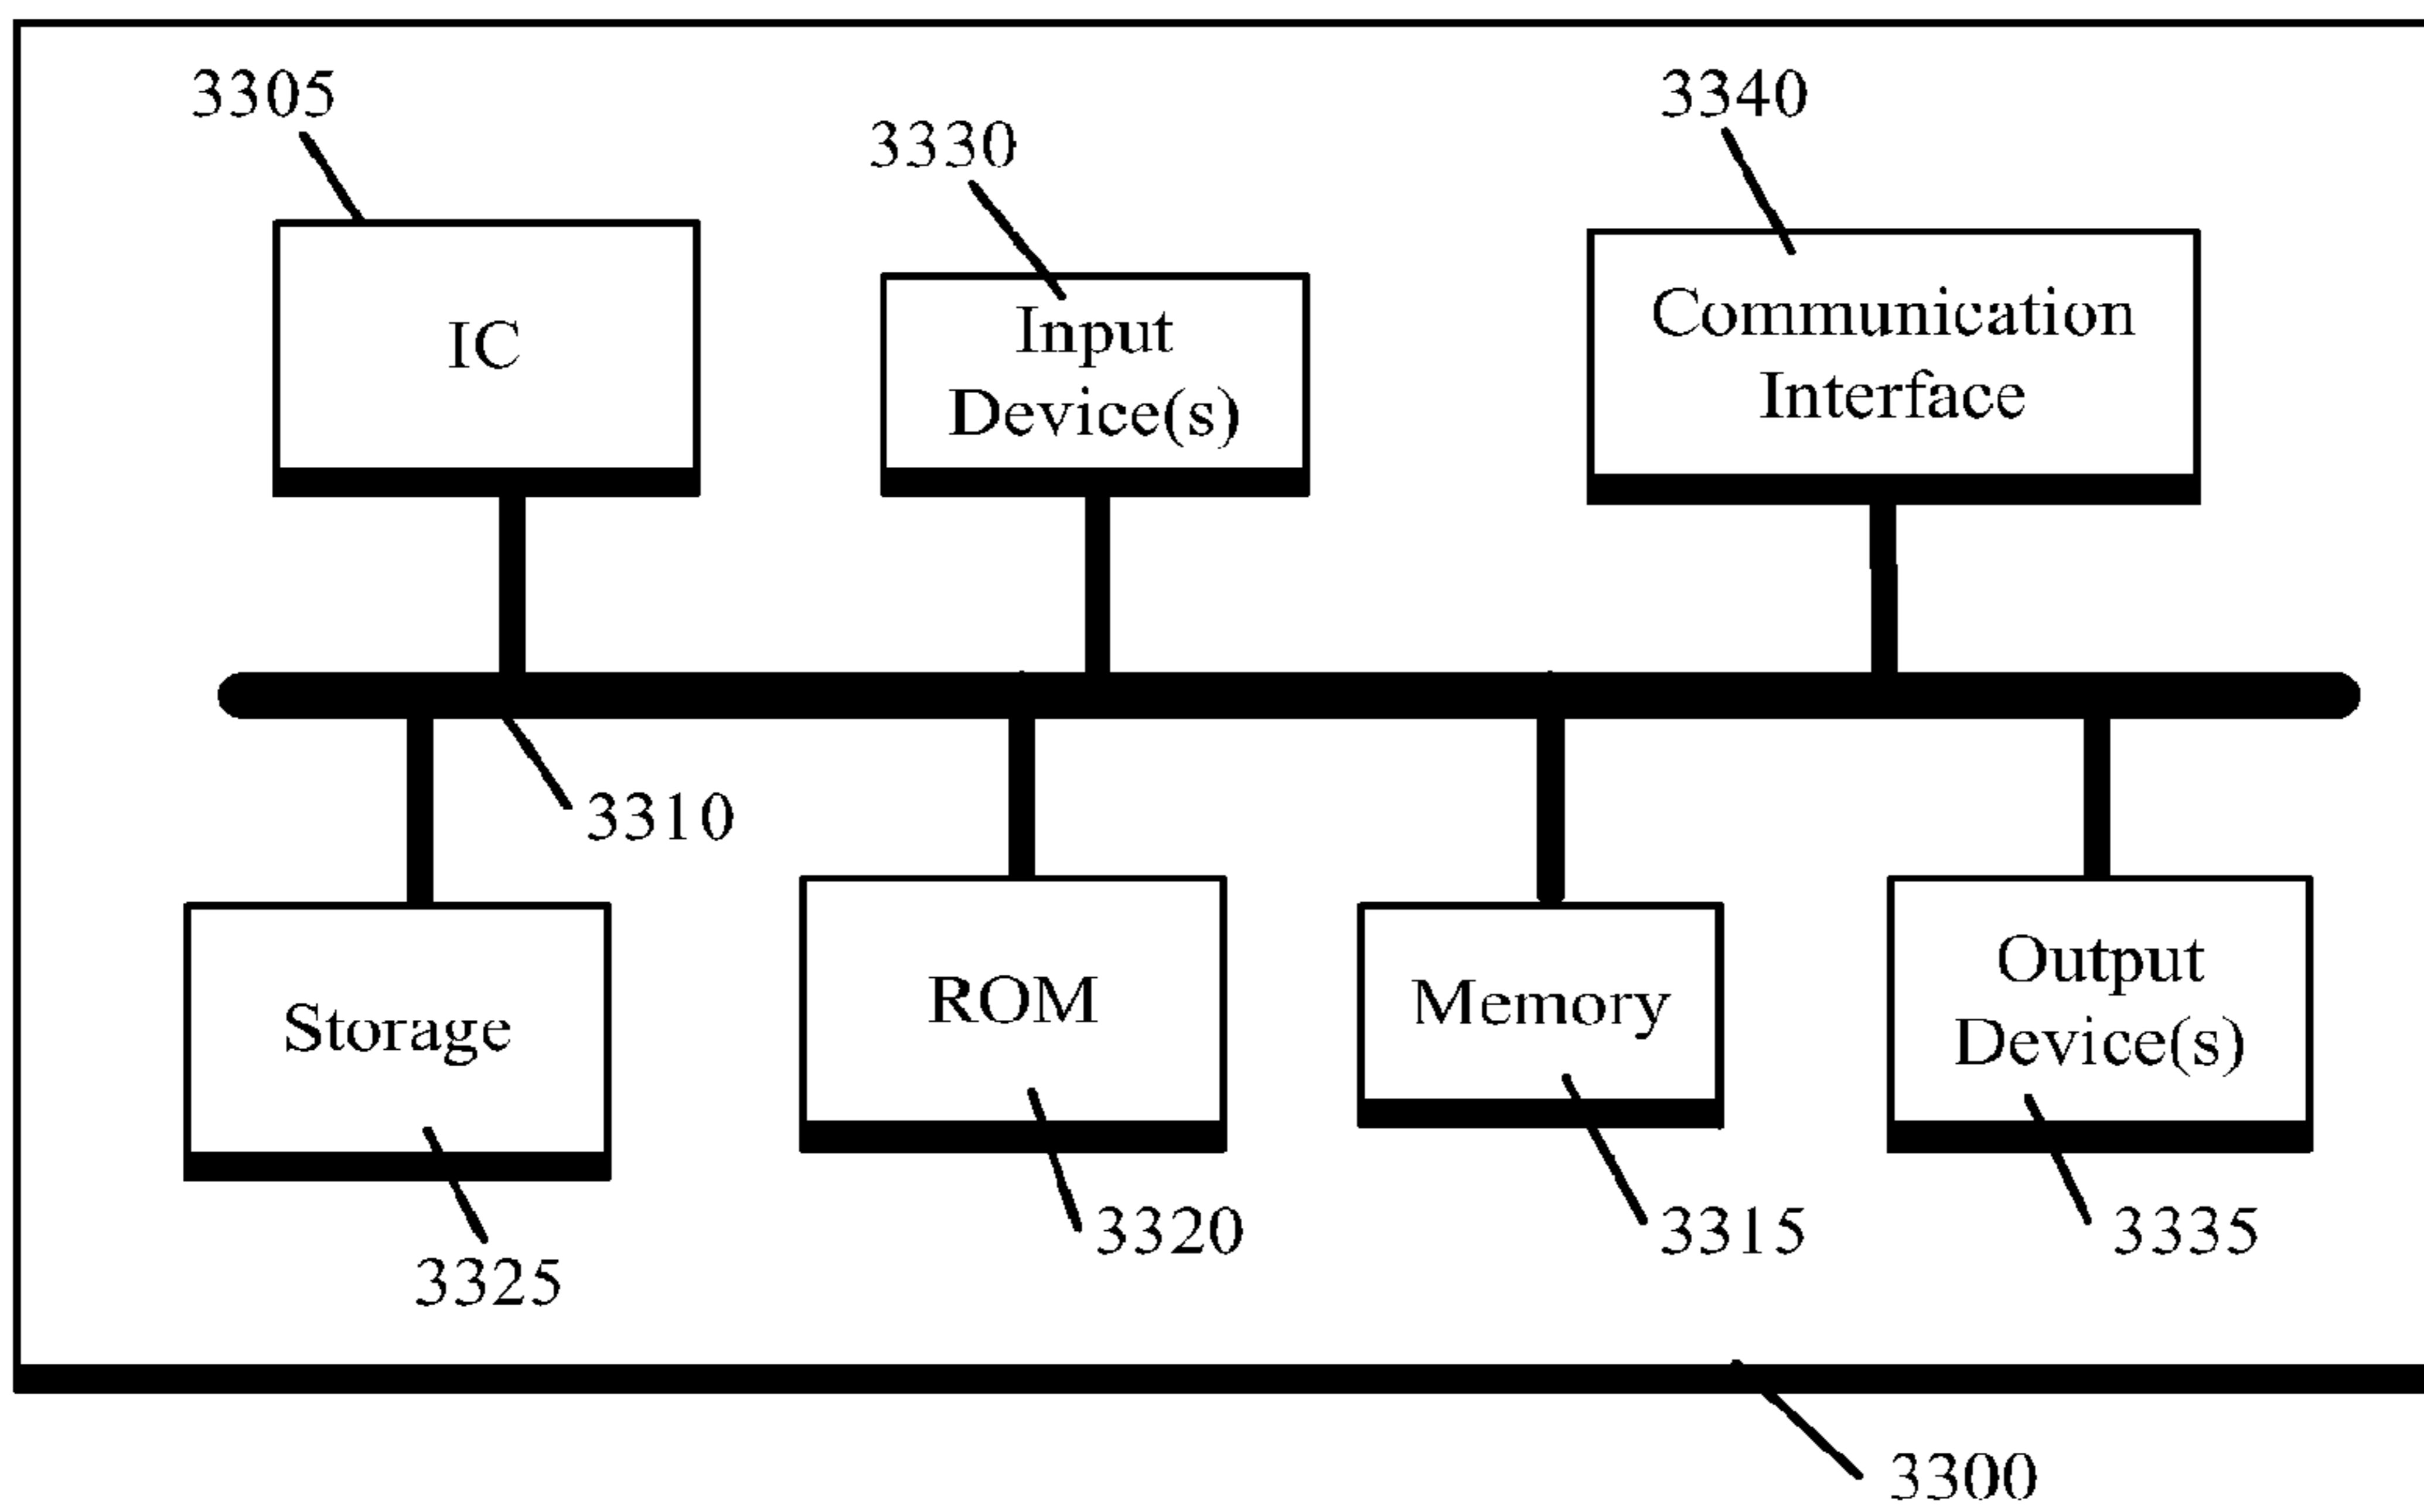 3305
3330
3340
IC
Input
Device(s)
Communication
Interface
3310
Storage
ROM
Memory
Output
Device(s)
3325
3320
3315
3335
3300